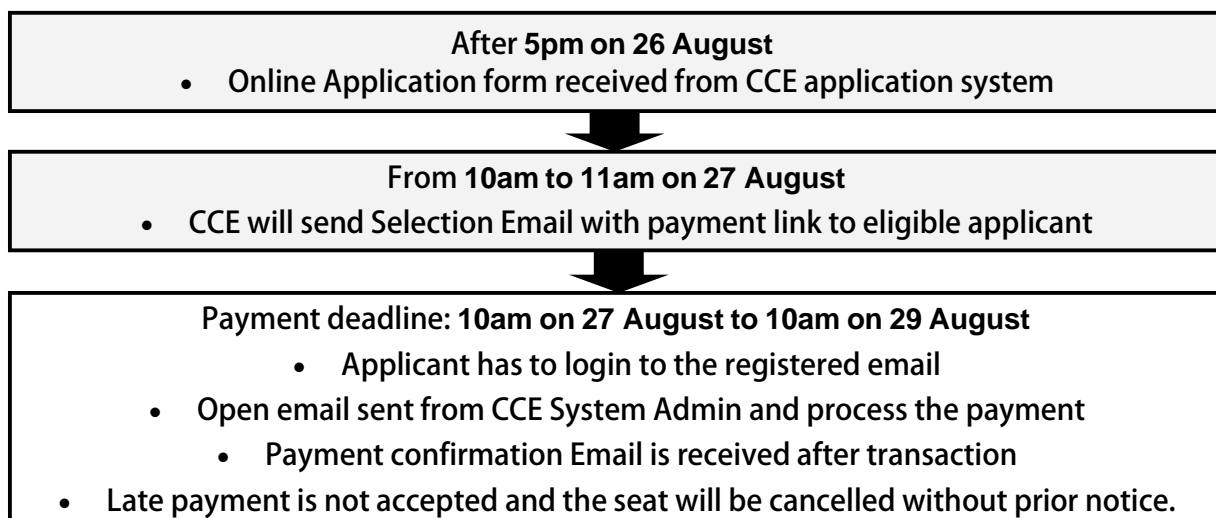 After 5pm on 26 August
• Online Application form received from CCE application system
From 10am to 11am on 27 August
• CCE will send Selection Email with payment link to eligible applicant
Payment deadline: 10am on 27 August to 10am on 29 August
• Applicant has to login to the registered email
• Open email sent from CCE System Admin and process the payment
• Payment confirmation Email is received after transaction
• Late payment is not accepted and the seat will be cancelled without prior notice.